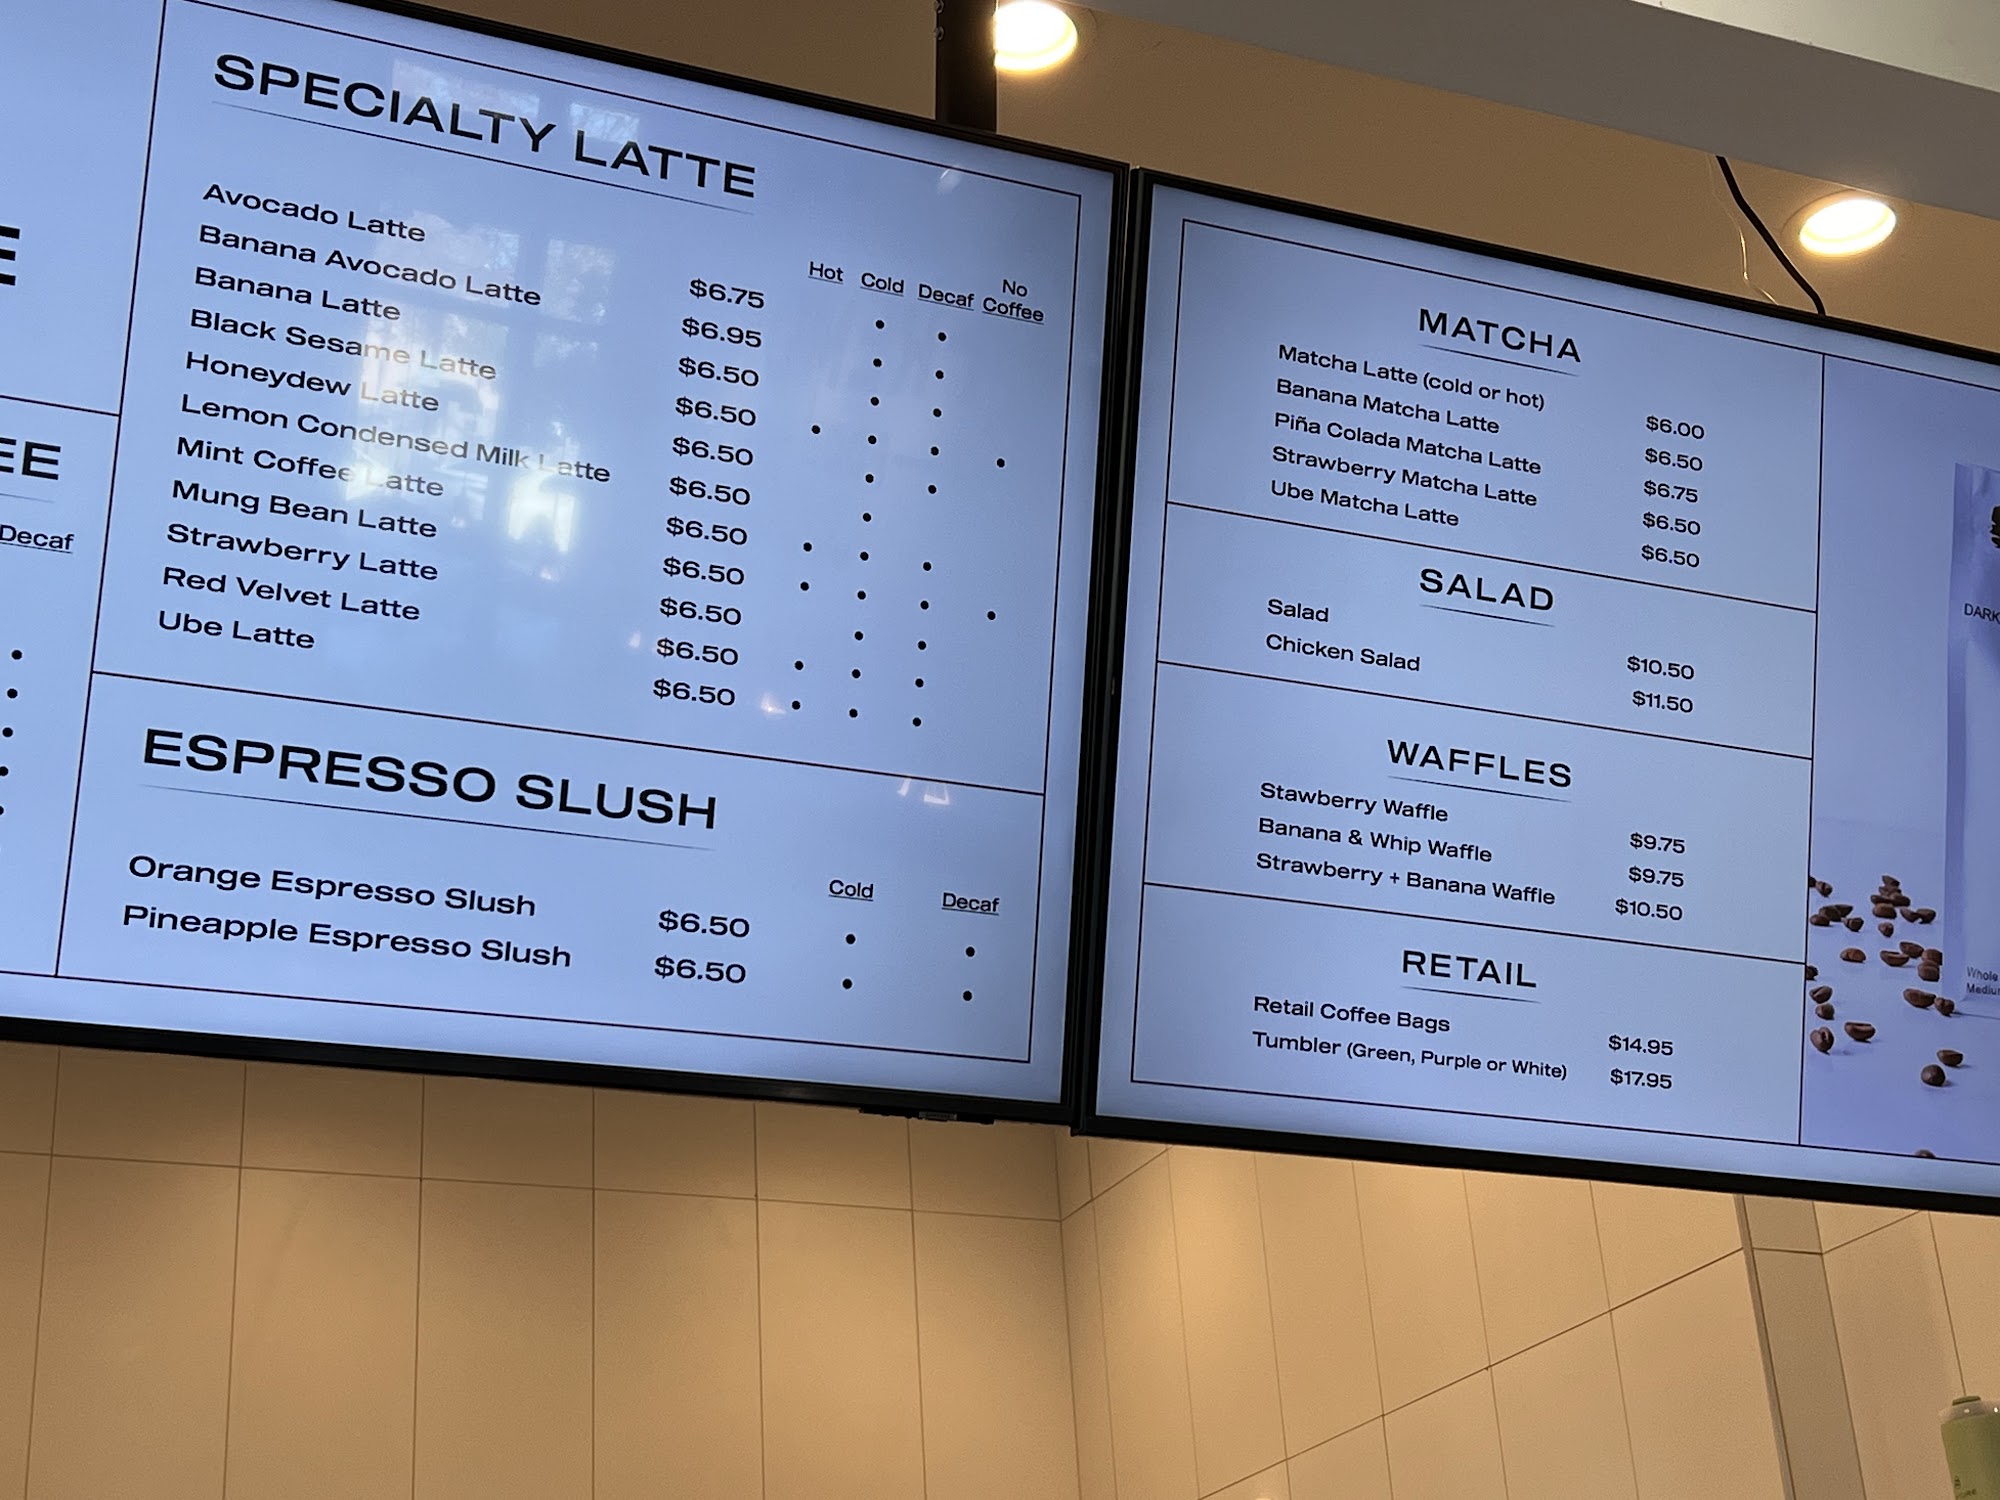 E
EE
Decaf
SPECIALTY LATTE
Hot Cold Decaf No Coffee
Avocado Latte $6.75 • •
Banana Avocado Latte $6.95 • •
Banana Latte $6.50 • •
Black Sesame Latte $6.50 • • • •
Honeydew Latte $6.50 • •
Lemon Condensed Milk Latte $6.50 •
Mint Coffee Latte $6.50 • • •
Mung Bean Latte $6.50 • • • •
Strawberry Latte $6.50 • •
Red Velvet Latte $6.50 • • •
Ube Latte $6.50 • • •
ESPRESSO SLUSH
Cold Decaf
Orange Espresso Slush $6.50 • •
Pineapple Espresso Slush $6.50 • •
MATCHA
Matcha Latte (cold or hot) $6.00
Banana Matcha Latte $6.50
Piña Colada Matcha Latte $6.75
Strawberry Matcha Latte $6.50
Ube Matcha Latte $6.50
SALAD
Salad $10.50
Chicken Salad $11.50
WAFFLES
Stawberry Waffle $9.75
Banana & Whip Waffle $9.75
Strawberry + Banana Waffle $10.50
RETAIL
Retail Coffee Bags $14.95
Tumbler (Green, Purple or White) $17.95
DARK
Whole